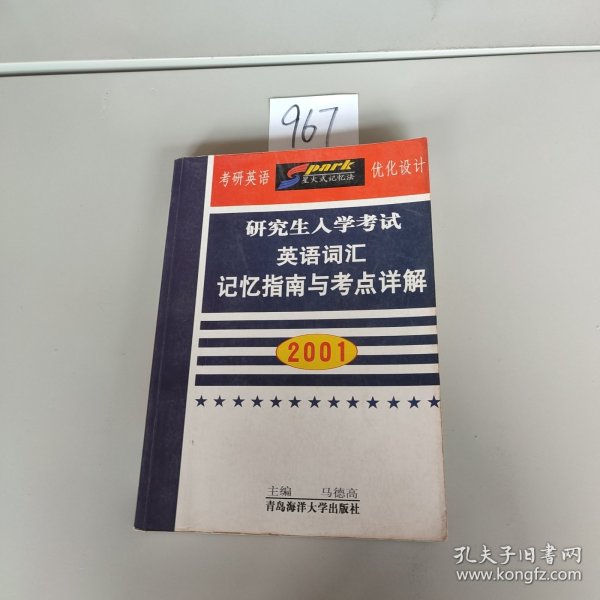 967
考研英语
Spark
星火式记忆法
优化设计
研究生入学考试
英语词汇
记忆指南与考点详解
2001
主编 马德高
青岛海洋大学出版社
孔夫子旧书网
www.kongfz.com